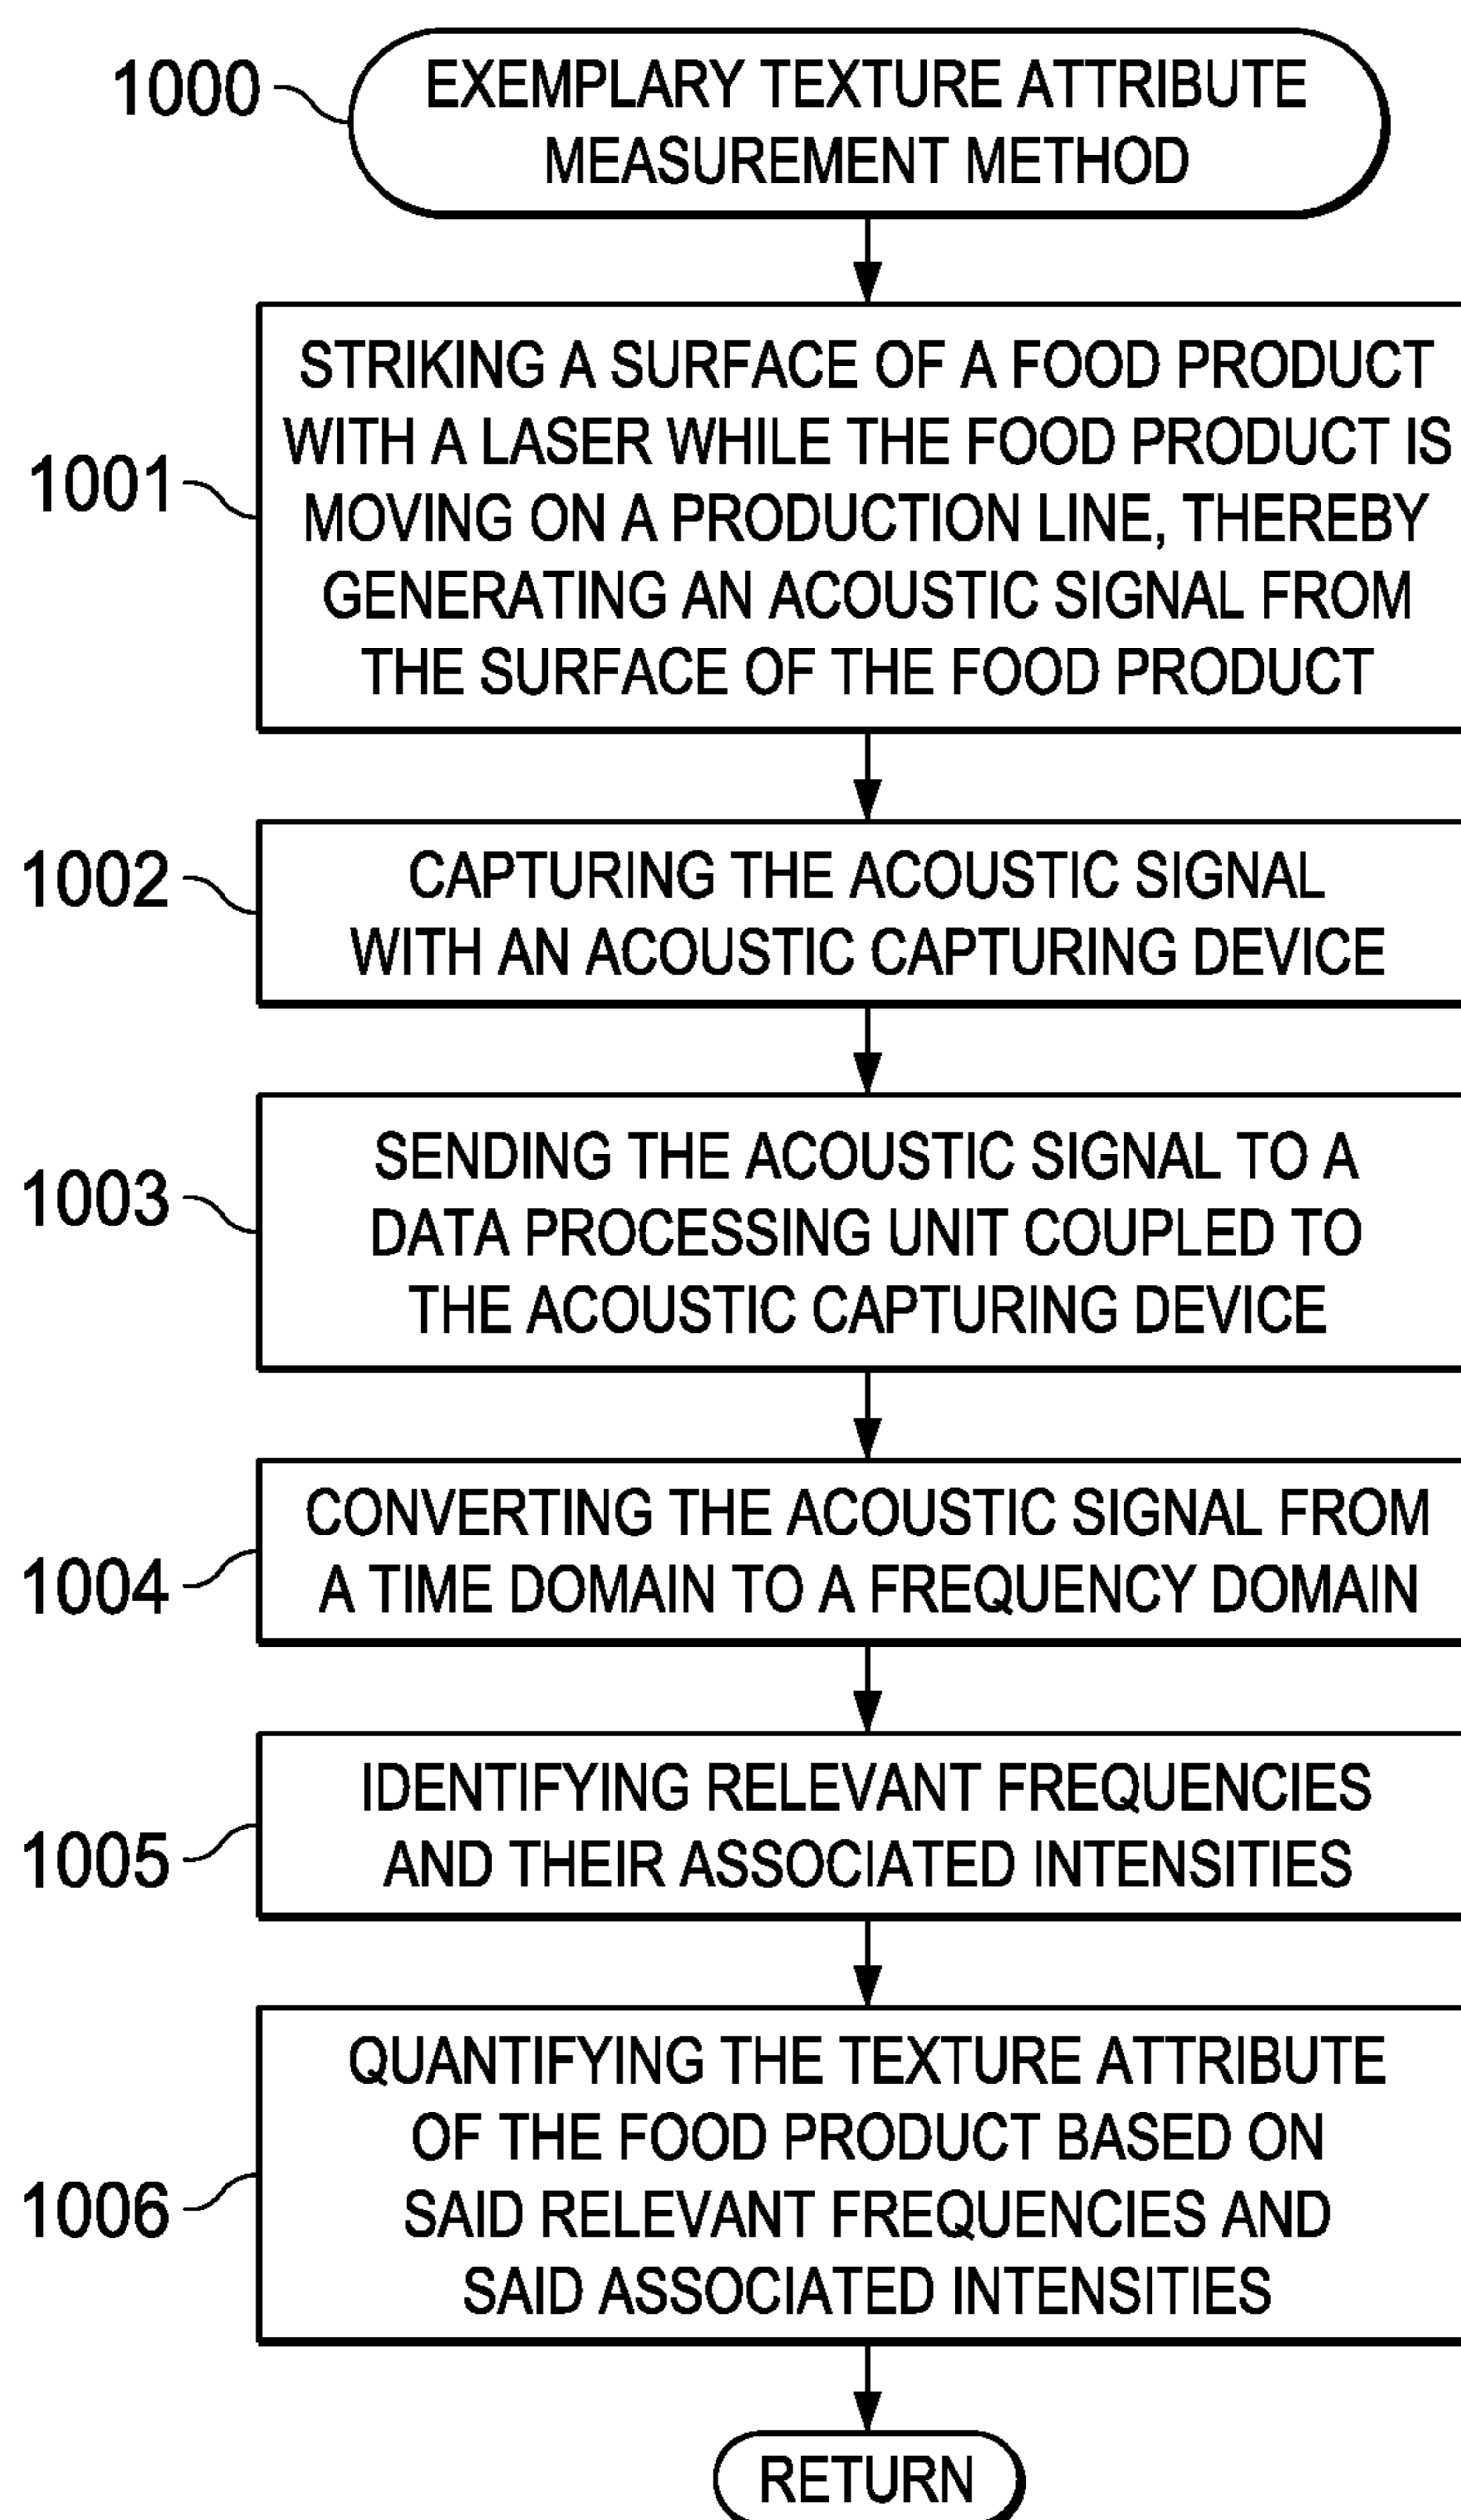 1000
EXEMPLARY TEXTURE ATTRIBUTE
MEASUREMENT METHOD
1001
STRIKING A SURFACE OF A FOOD PRODUCT
WITH A LASER WHILE THE FOOD PRODUCT IS
MOVING ON A PRODUCTION LINE, THEREBY
GENERATING AN ACOUSTIC SIGNAL FROM
THE SURFACE OF THE FOOD PRODUCT
1002
CAPTURING THE ACOUSTIC SIGNAL
WITH AN ACOUSTIC CAPTURING DEVICE
1003
SENDING THE ACOUSTIC SIGNAL TO A
DATA PROCESSING UNIT COUPLED TO
THE ACOUSTIC CAPTURING DEVICE
1004
CONVERTING THE ACOUSTIC SIGNAL FROM
A TIME DOMAIN TO A FREQUENCY DOMAIN
1005
IDENTIFYING RELEVANT FREQUENCIES
AND THEIR ASSOCIATED INTENSITIES
1006
QUANTIFYING THE TEXTURE ATTRIBUTE
OF THE FOOD PRODUCT BASED ON
SAID RELEVANT FREQUENCIES AND
SAID ASSOCIATED INTENSITIES
RETURN